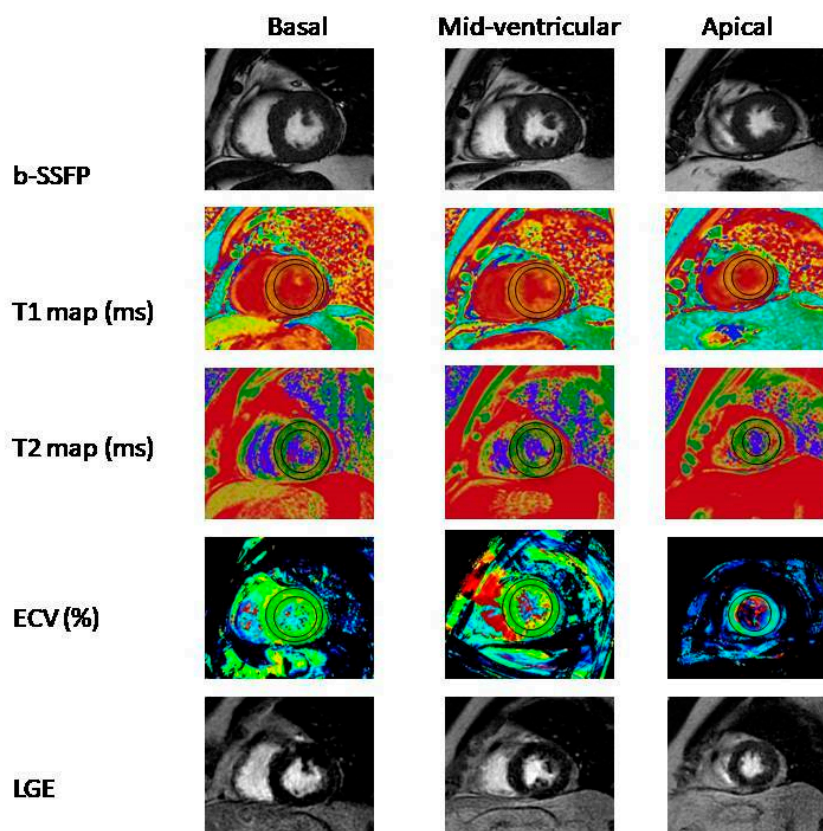 Basal Mid-ventricular Apical
b-SSFP
T1 map (ms)
T2 map (ms)
ECV (%)
LGE